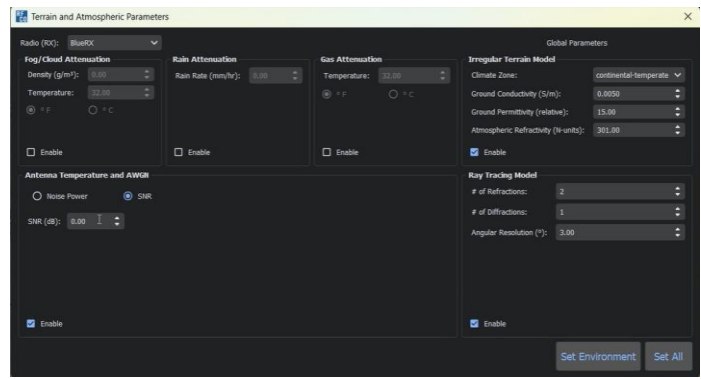 RF
CO
Terrain and Atmospheric Parameters
Radio (RX): BlueRX
Global Parameters
Fog/Cloud Attenuation
Density (g/m³): 0.00
Temperature: 32.00
° F ° C
Enable
Rain Attenuation
Rain Rate (mm/hr): 0.00
Enable
Gas Attenuation
Temperature: 32.00
° F ° C
Enable
Irregular Terrain Model
Climate Zone: continental-temperate
Ground Conductivity (S/m): 0.0050
Ground Permittivity (relative): 15.00
Atmospheric Refractivity (N-units): 301.00
Enable
Antenna Temperature and AWGN
Noise Power SNR
SNR (dB): 0.00
Enable
Ray Tracing Model
# of Refractions: 2
# of Diffractions: 1
Angular Resolution (°): 3.00
Enable
Set Environment Set All